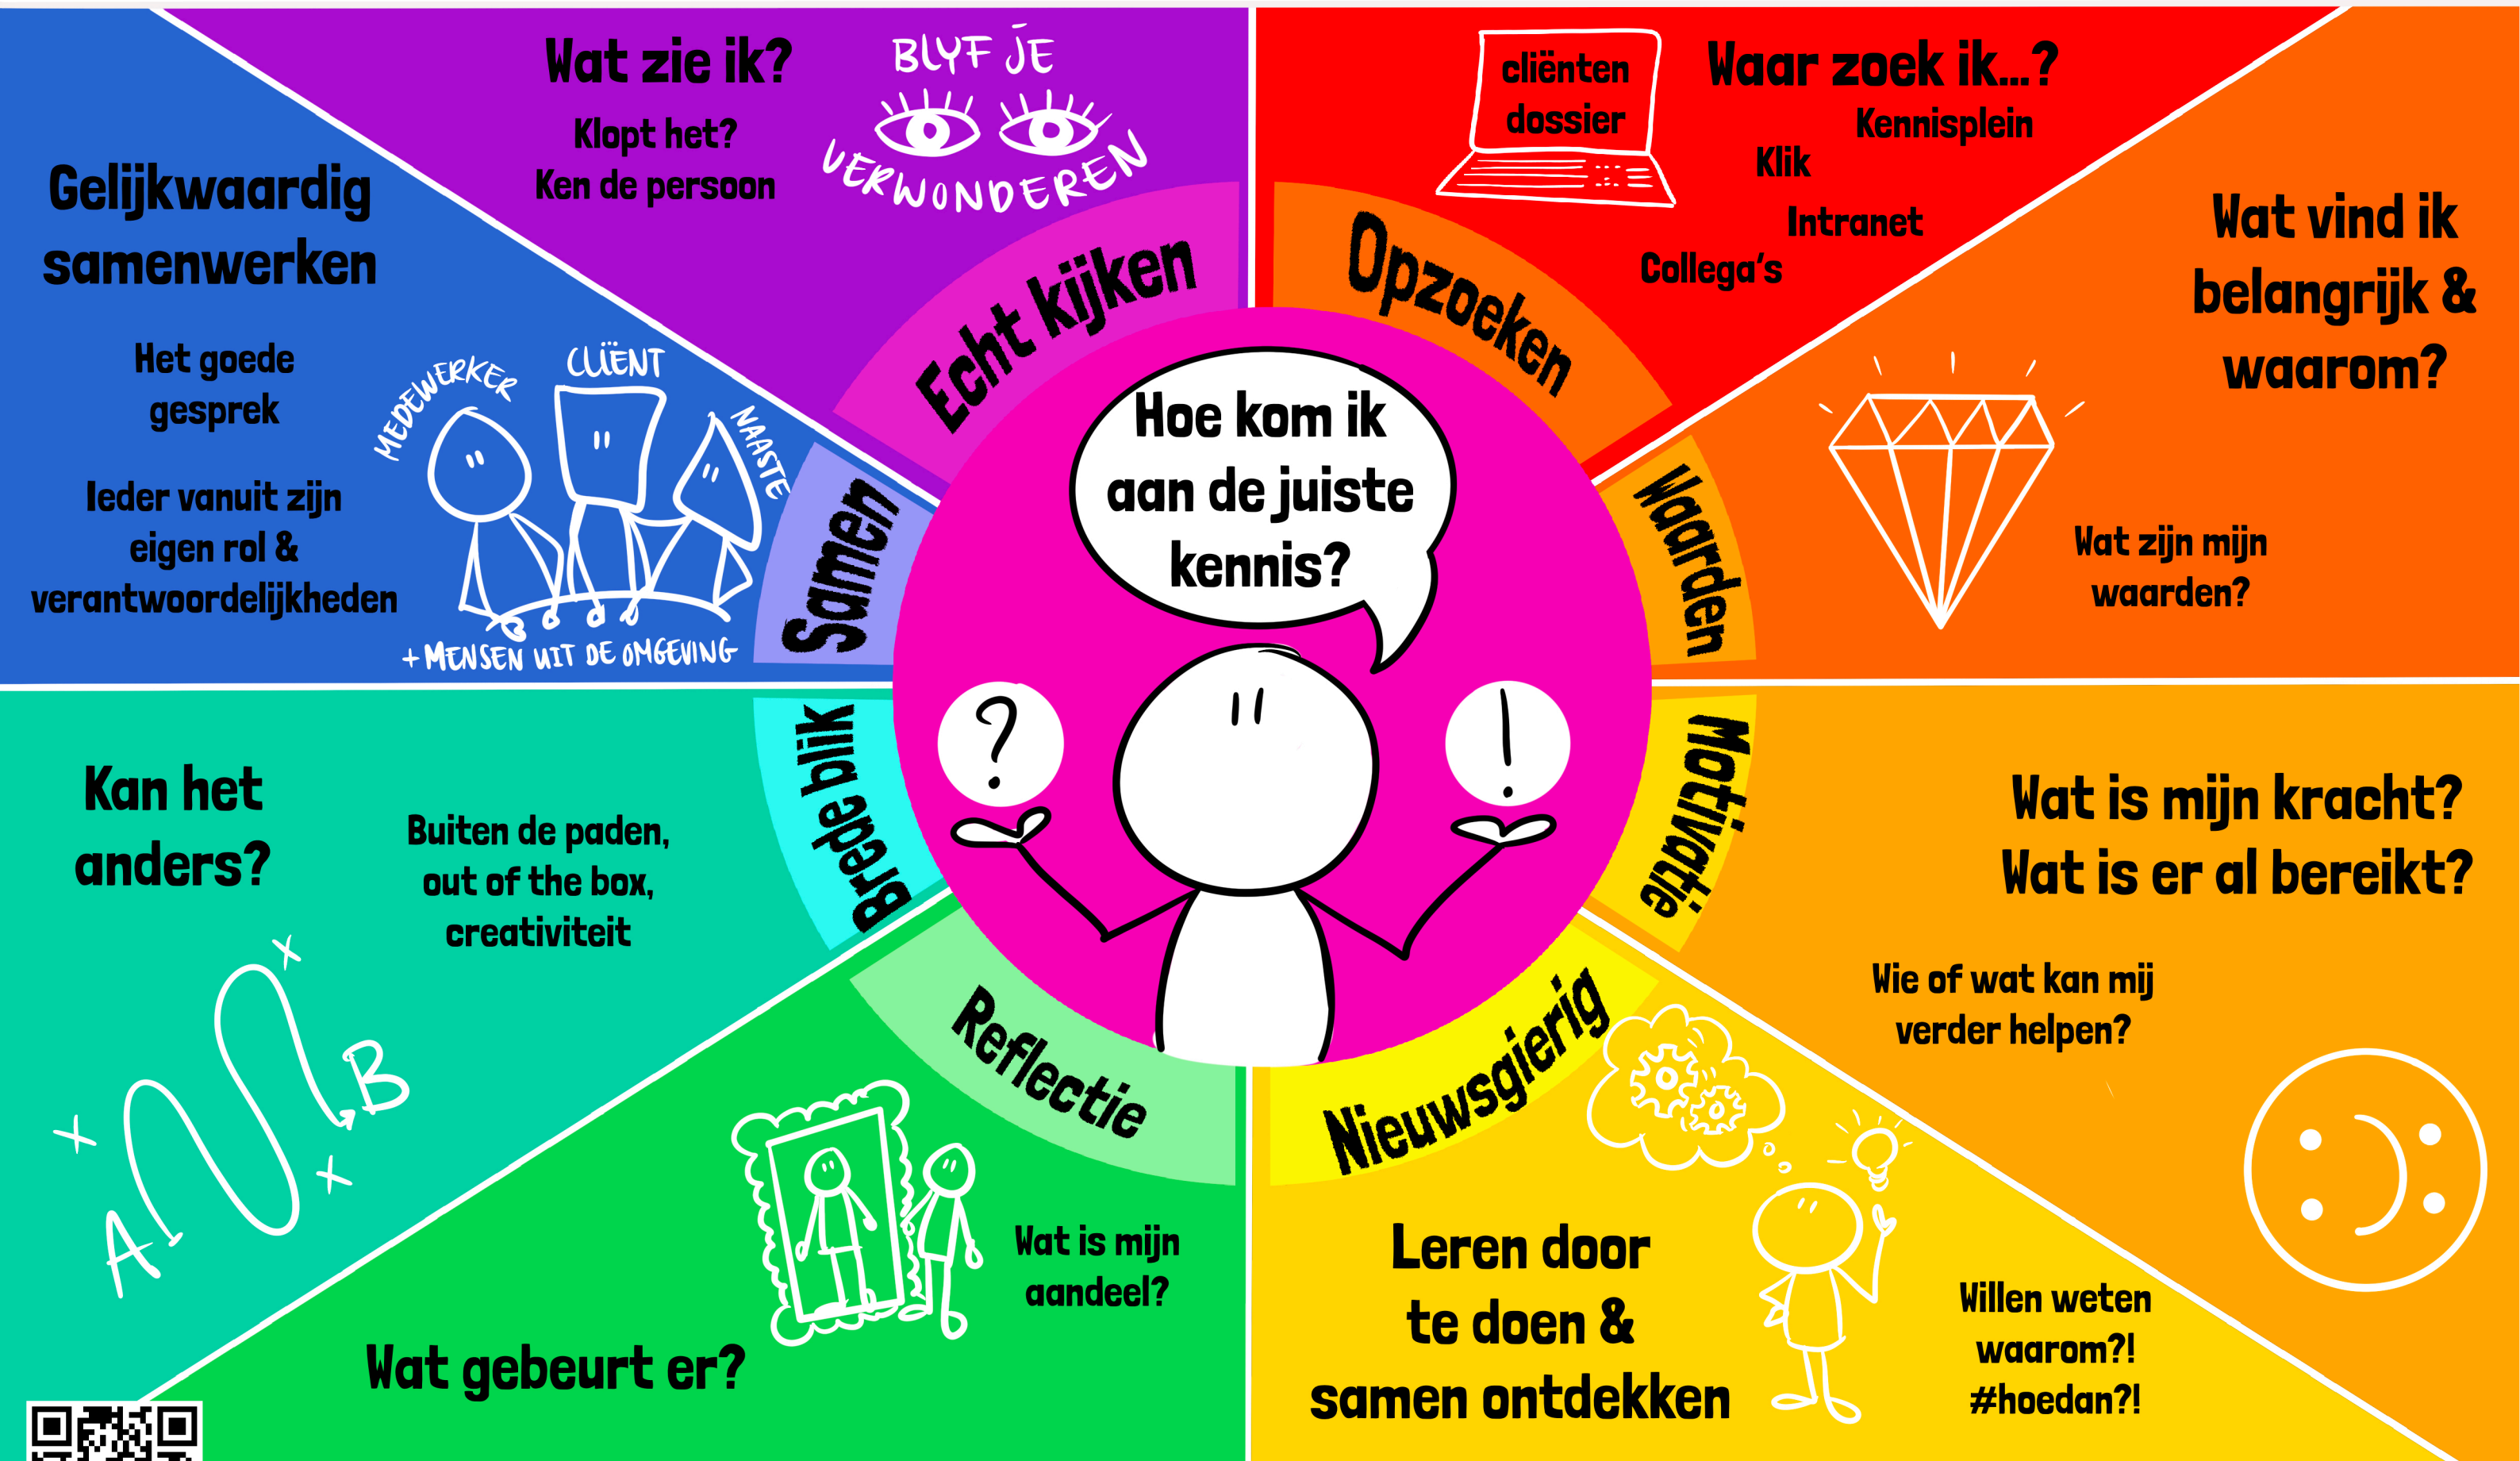 Hoe kom ik
aan de juiste
kennis?
?
!
Echt kijken
Wat zie ik?
Klopt het?
Ken de persoon
BLYF JE
VERWONDEREN
Opzoeken
cliënten
dossier
Waar zoek ik...?
Kennisplein
Klik
Intranet
Collega's
Waarden
Wat vind ik
belangrijk &
waarom?
Wat zijn mijn
waarden?
Motivatie
Wat is mijn kracht?
Wat is er al bereikt?
Wie of wat kan mij
verder helpen?
Nieuwsgierig
Leren door
te doen &
samen ontdekken
Willen weten
waarom?!
#hoedan?!
Reflectie
Wat is mijn
aandeel?
Wat gebeurt er?
Brede blik
Kan het
anders?
Buiten de paden,
out of the box,
creativiteit
A
B
Samen
Gelijkwaardig
samenwerken
Het goede
gesprek
Ieder vanuit zijn
eigen rol &
verantwoordelijkheden
MEDEWERKER
CLIËNT
NAASTE
+ MENSEN UIT DE OMGEVING